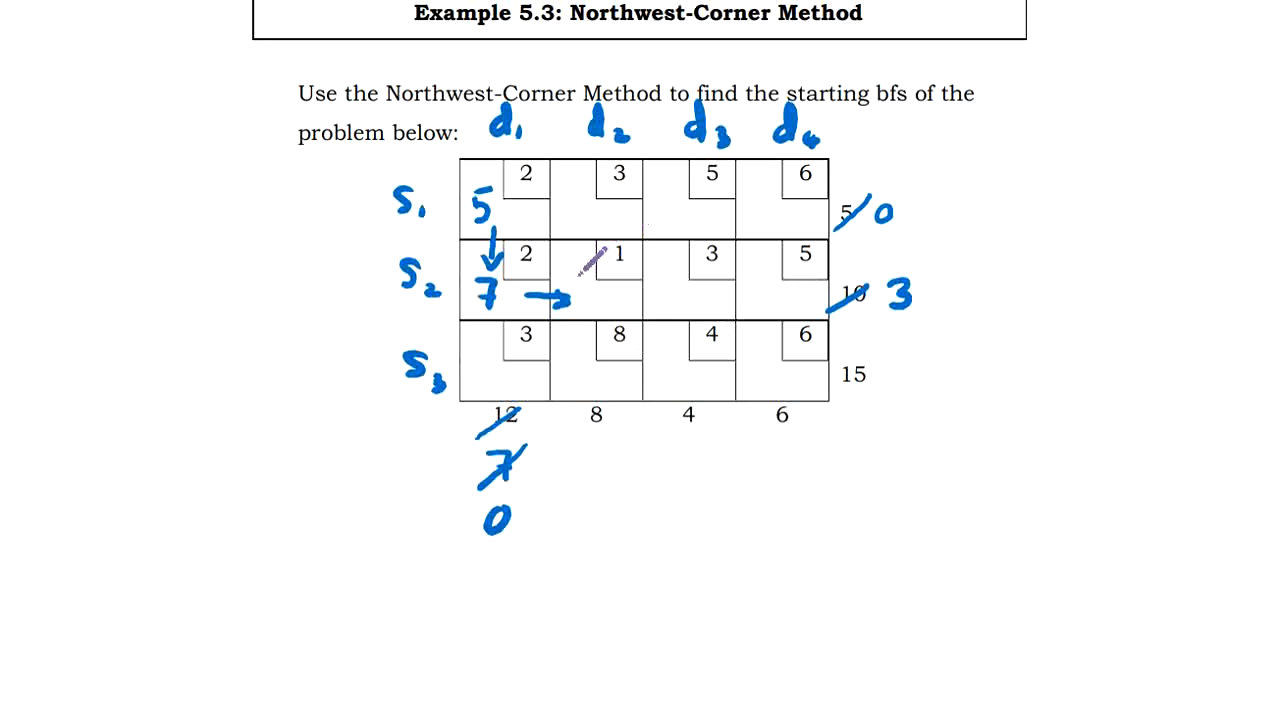 Example 5.3: Northwest-Corner Method
Use the Northwest-Corner Method to find the starting bfs of the
problem below:
d1 d2 d3 d4
2 3 5 6
S1 5 5 0
2 1 3 5
S2 7 10 3
3 8 4 6
S3 15
12 8 4 6
7
0